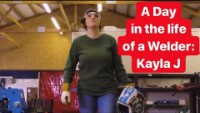 A Day
in the life
of a Welder:
Kayla J